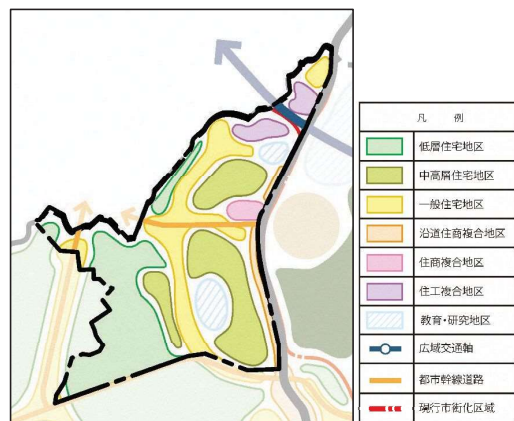 凡 例
低層住宅地区
中高層住宅地区
一般住宅地区
沿道住商複合地区
住商複合地区
住工複合地区
教育・研究地区
広域交通軸
都市幹線道路
現行市街化区域